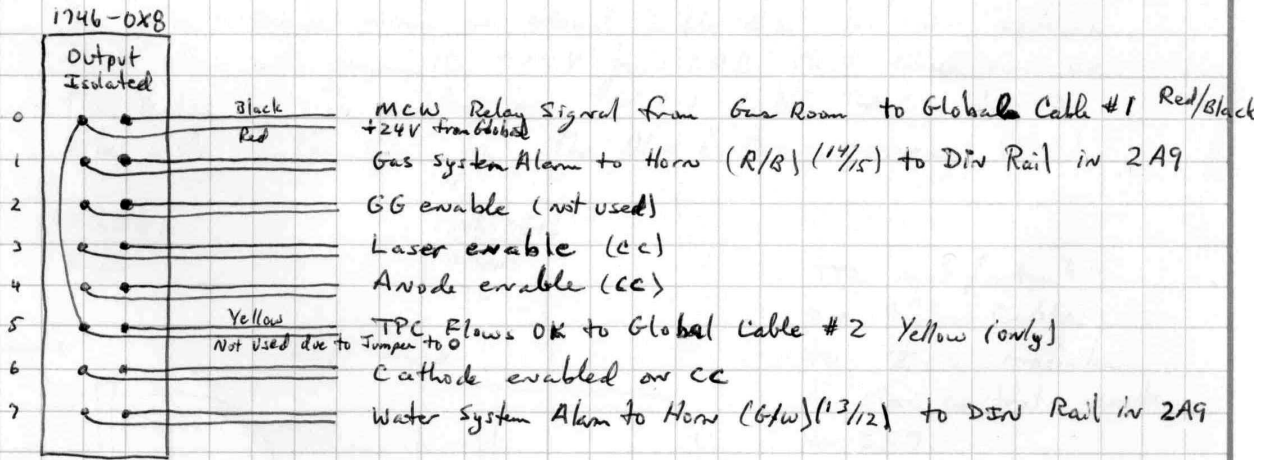 1746-OX8
Output
Isolated
0 Black MCW Relay Signal from Gas Room to Global Cable #1 Red/Black
Red +24V from Global
1 Gas System Alarm to Horn (R/B) (14/15) to Din Rail in 2A9
2 GG enable (not used)
3 Laser enable (CC)
4 Anode enable (CC)
5 Yellow TPC Flows OK to Global Cable #2 Yellow (only)
Not used due to Jumper to 0
6 Cathode enabled on CC
7 Water System Alarm to Horn (G/W) (13/12) to DIN Rail in 2A9